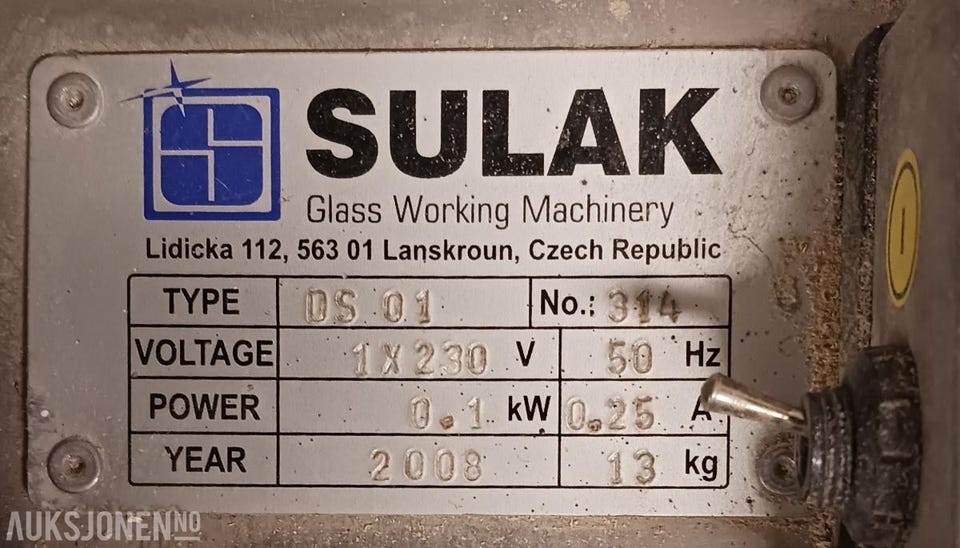 SULAK
Glass Working Machinery
Lidicka 112, 563 01 Lanskroun, Czech Republic
TYPE DS 01 No.: 314
VOLTAGE 1X230 V 50 Hz
POWER 0.1 kW 0.25 A
YEAR 2008 13 kg
AUKSJONEN.NO